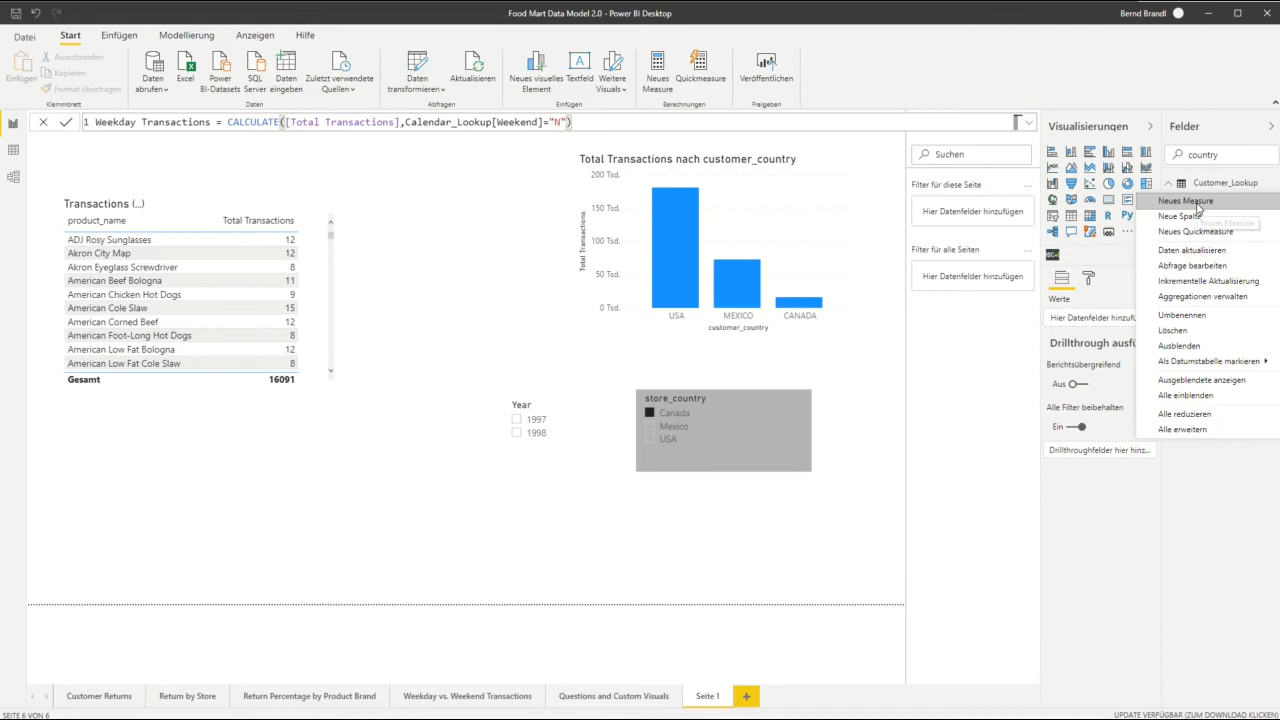 Food Mart Data Model 2.0 - Power BI Desktop
Bernd Brandl
Datei
Start
Einfügen
Modellierung
Anzeigen
Hilfe
Einfügen
Ausschneiden
Kopieren
Format übertragen
Klemmbrett
Daten abrufen
Excel
Power BI-Datasets
SQL Server
Daten eingeben
Zuletzt verwendete Quellen
Daten
Daten transformieren
Aktualisieren
Abfragen
Neues visuelles Element
Textfeld
Weitere Visuals
Einfügen
Neues Measure
Quickmeasure
Berechnungen
Veröffentlichen
Freigeben
1 Weekday Transactions = CALCULATE([Total Transactions],Calendar_Lookup[Weekend]="N")
Transactions (...)
product_name Total Transactions
ADJ Rosy Sunglasses 12
Akron City Map 12
Akron Eyeglass Screwdriver 8
American Beef Bologna 11
American Chicken Hot Dogs 9
American Cole Slaw 15
American Corned Beef 12
American Foot-Long Hot Dogs 8
American Low Fat Bologna 12
American Low Fat Cole Slaw 8
Gesamt 16091
Total Transactions nach customer_country
200 Tsd.
150 Tsd.
100 Tsd.
50 Tsd.
0 Tsd.
Total Transactions
USA MEXICO CANADA
customer_country
Year
1997
1998
store_country
Canada
Mexico
USA
Suchen
Filter für diese Seite ...
Hier Datenfelder hinzufügen
Filter für alle Seiten ...
Hier Datenfelder hinzufügen
Visualisierungen
R
Py
Werte
Hier Datenfelder hinzufü
Drillthrough ausfü
Berichtsübergreifend
Aus
Alle Filter beibehalten
Ein
Drillthroughfelder hier hinz...
Felder
country
Customer_Lookup
Neues Measure
Neue Spalte
Neues Measure
Neues Quickmeasure
Daten aktualisieren
Abfrage bearbeiten
Inkrementelle Aktualisierung
Aggregationen verwalten
Umbenennen
Löschen
Ausblenden
Als Datumstabelle markieren
Ausgeblendete anzeigen
Alle einblenden
Alle reduzieren
Alle erweitern
Customer Returns
Return by Store
Return Percentage by Product Brand
Weekday vs. Weekend Transactions
Questions and Custom Visuals
Seite 1
+
SEITE 6 VON 6
UPDATE VERFÜGBAR (ZUM DOWNLOAD KLICKEN)